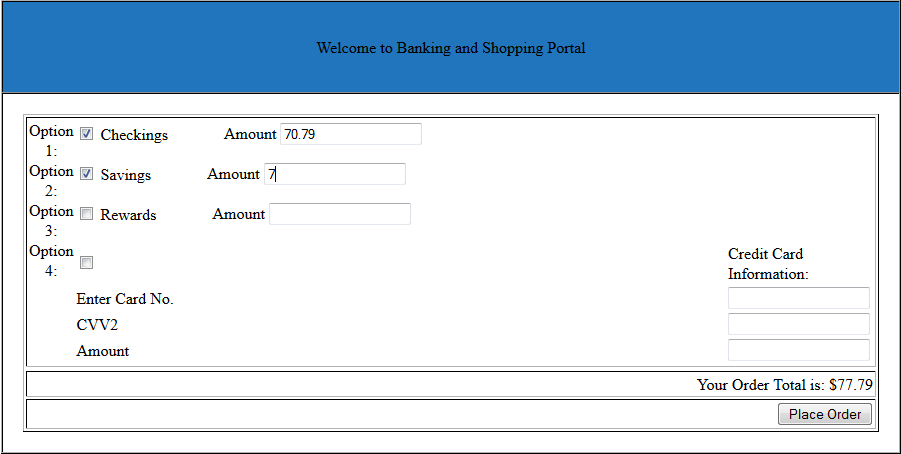 Welcome to Banking and Shopping Portal
Option 1: Checkings Amount 70.79
Option 2: Savings Amount 7
Option 3: Rewards Amount
Option 4: Credit Card Information:
Enter Card No.
CVV2
Amount
Your Order Total is: $77.79
Place Order